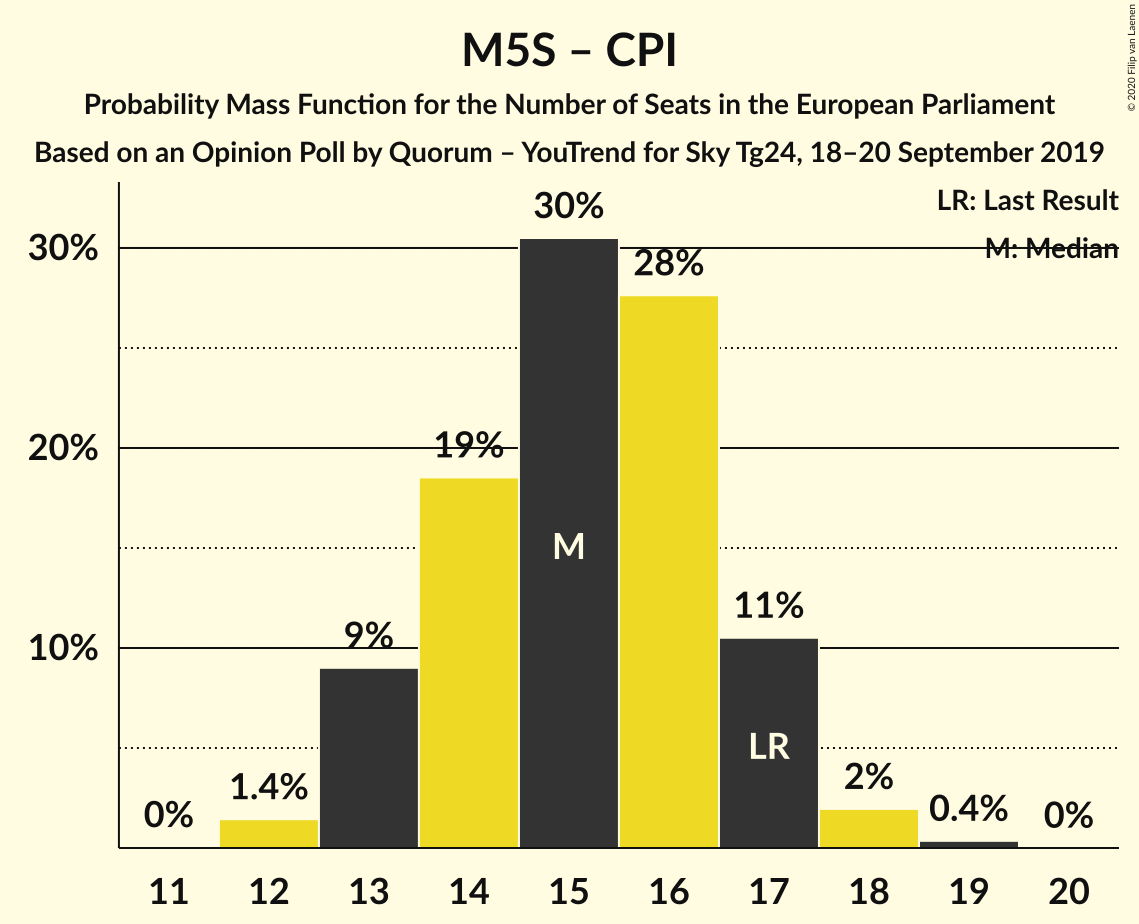 M5S – CPI
Probability Mass Function for the Number of Seats in the European Parliament
Based on an Opinion Poll by Quorum – YouTrend for Sky Tg24, 18–20 September 2019
© 2020 Filip van Laenen
LR: Last Result
M: Median
30%
20%
10%
0%
1.4%
9%
19%
30%
28%
11%
2%
0.4%
0%
M
LR
11 12 13 14 15 16 17 18 19 20